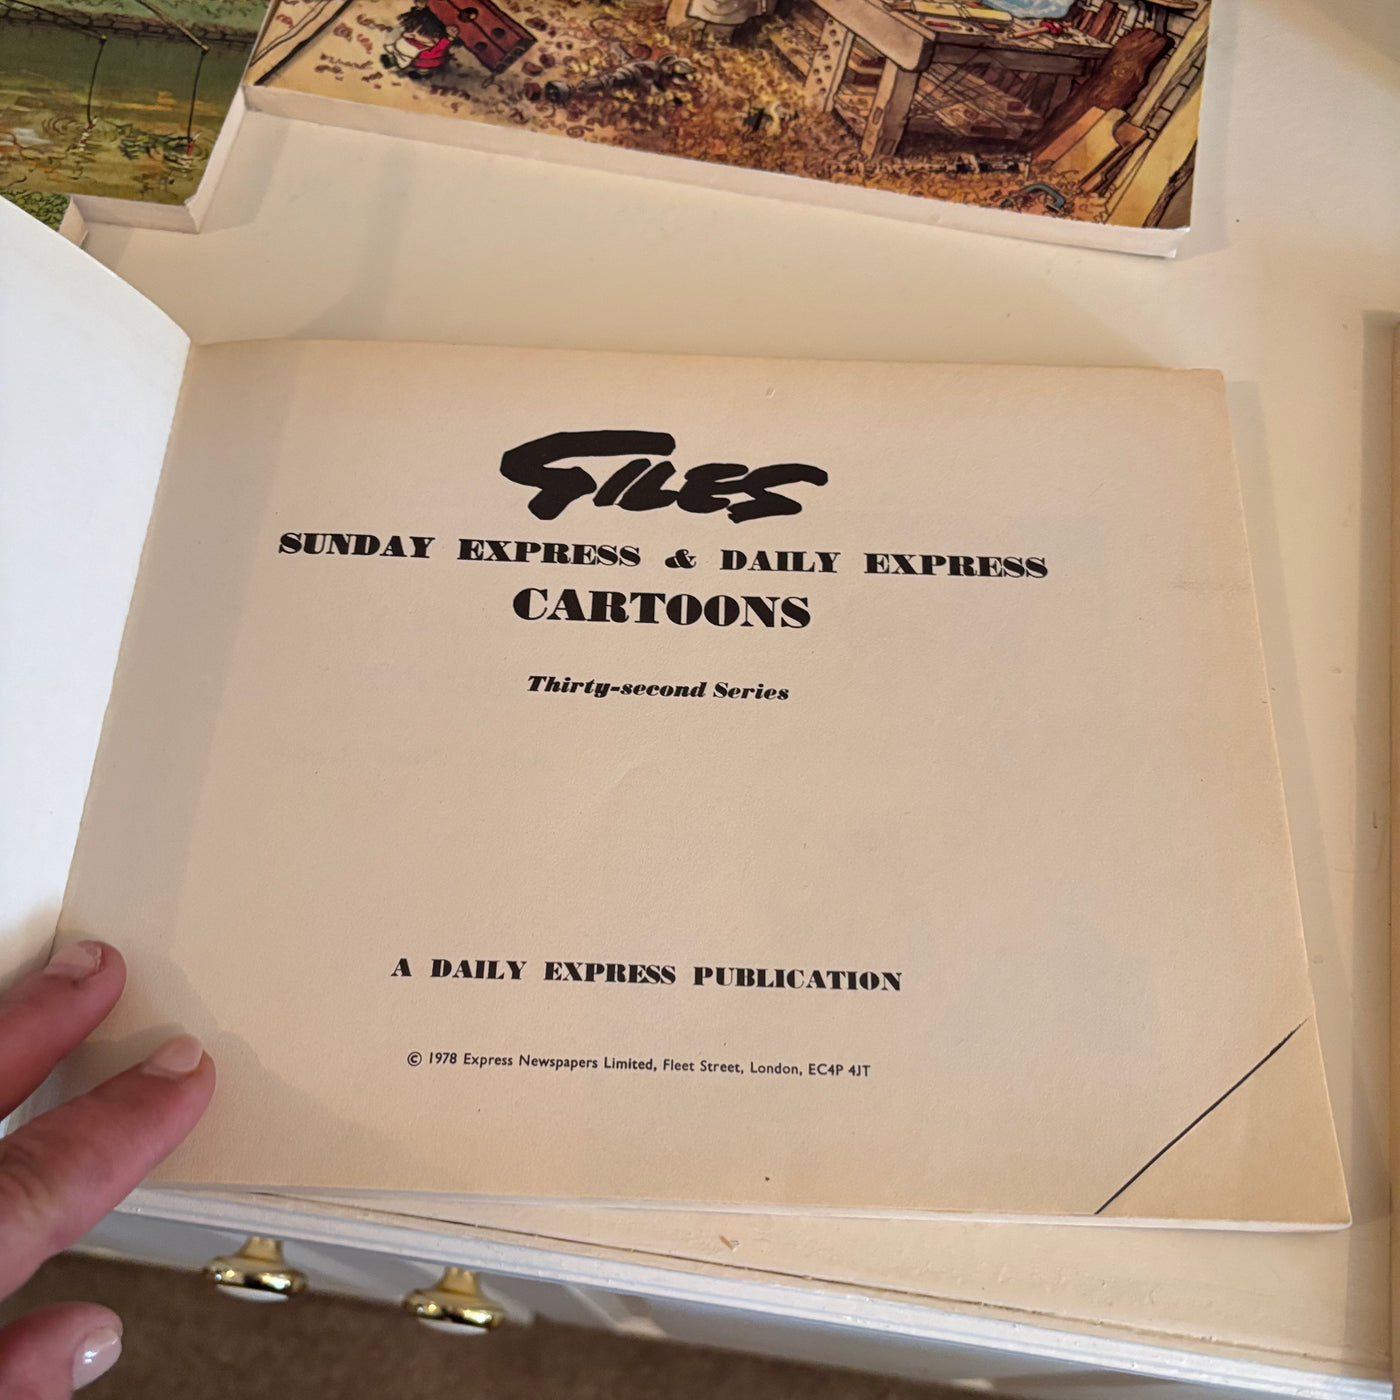 GILES
SUNDAY EXPRESS & DAILY EXPRESS
CARTOONS
Thirty-second Series
A DAILY EXPRESS PUBLICATION
© 1978 Express Newspapers Limited, Fleet Street, London, EC4P 4JT